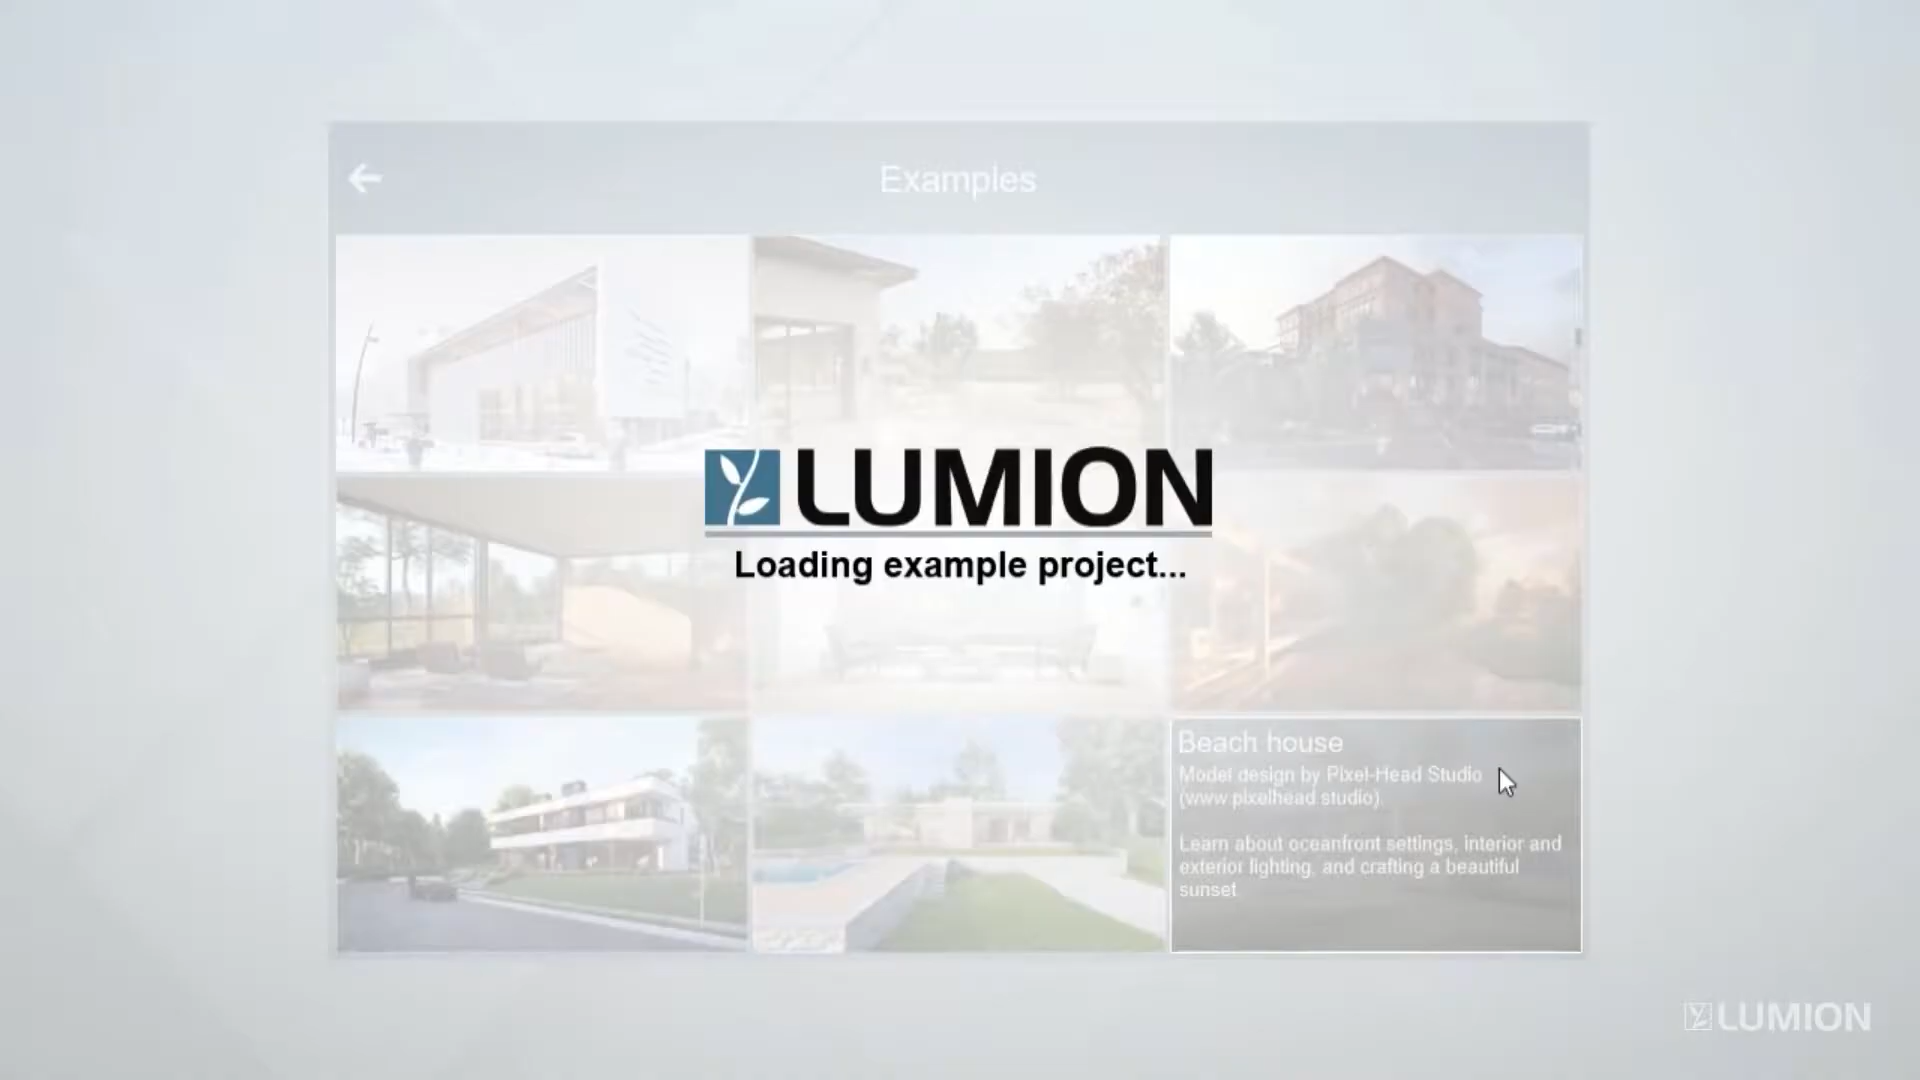 Examples
LUMION
Loading example project...
Beach house
Model design by Pixel-Head Studio
(www.pixelhead.studio).
Learn about oceanfront settings, interior and
exterior lighting, and crafting a beautiful
sunset.
LUMION